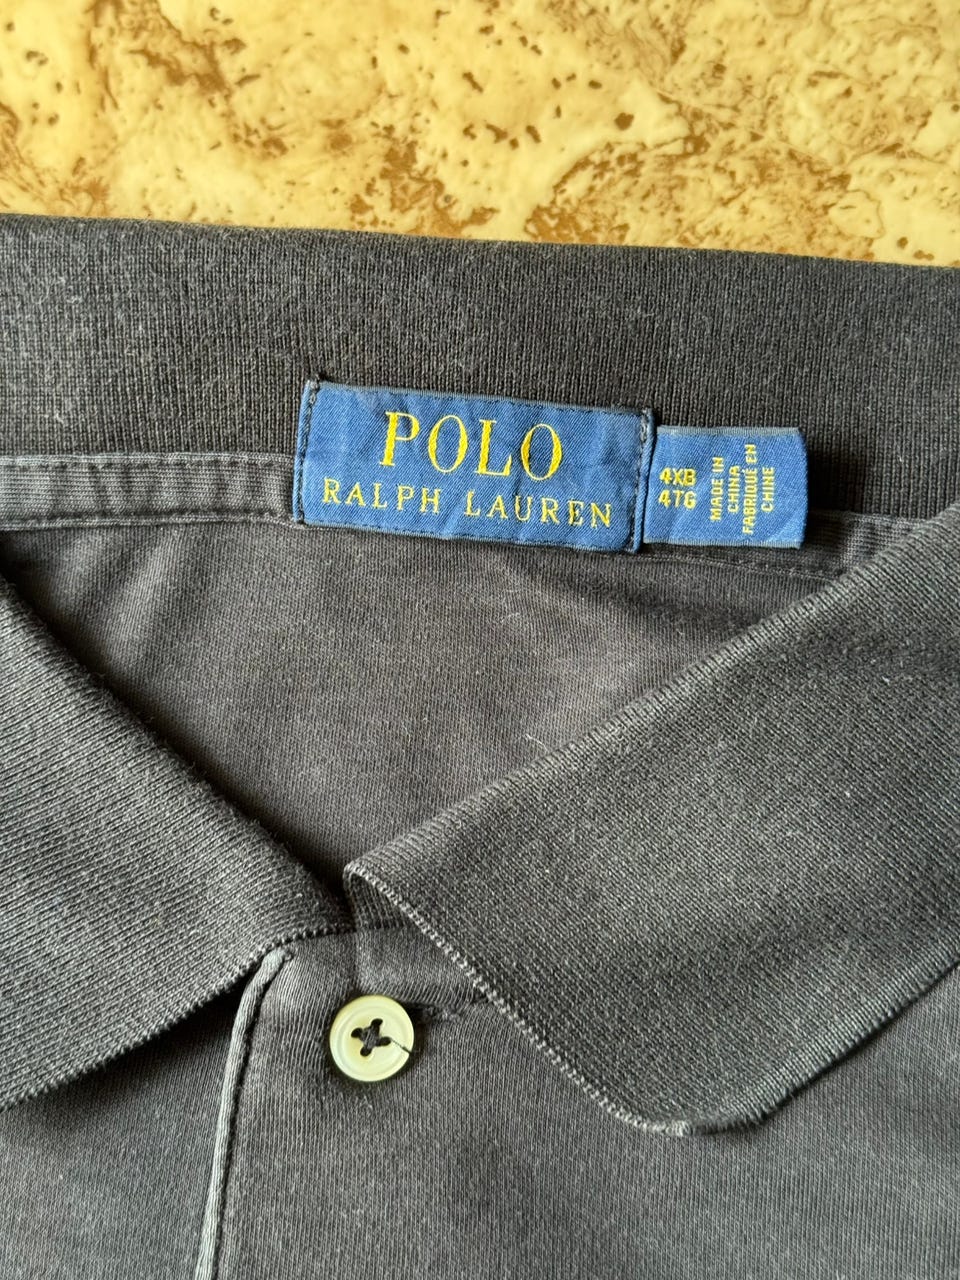 POLO
RALPH LAUREN
4XB
4TG
MADE IN
CHINA
FABRIQUÉ EN
CHINE